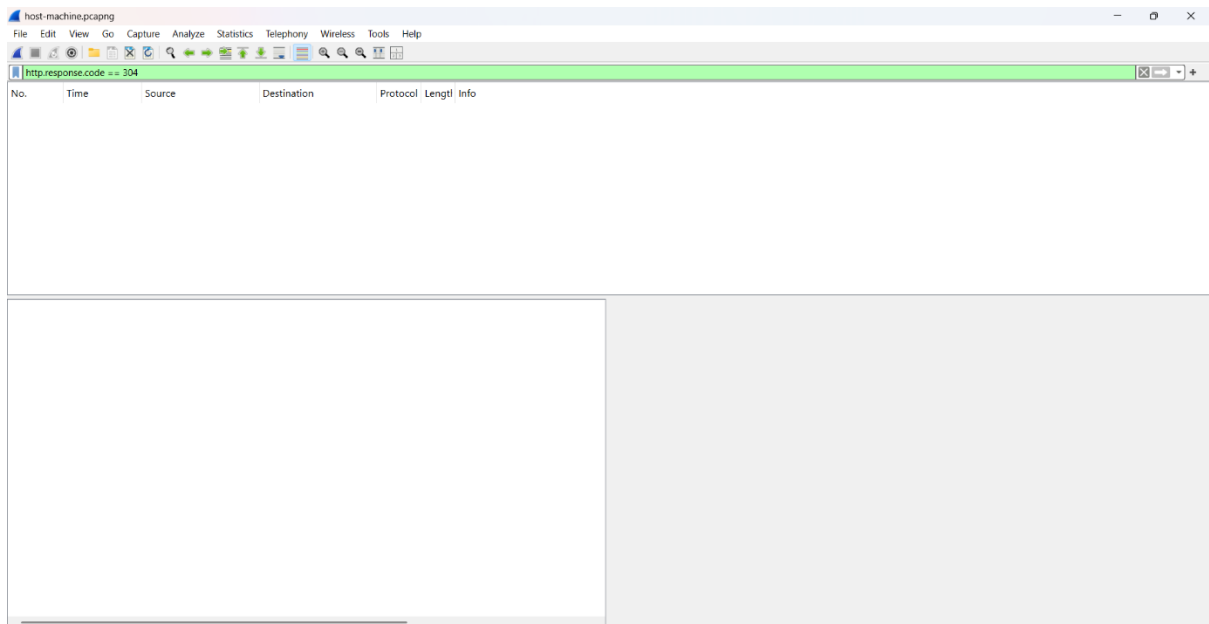 host-machine.pcapng
File Edit View Go Capture Analyze Statistics Telephony Wireless Tools Help
http.response.code == 304
No. Time Source Destination Protocol Lengtl Info